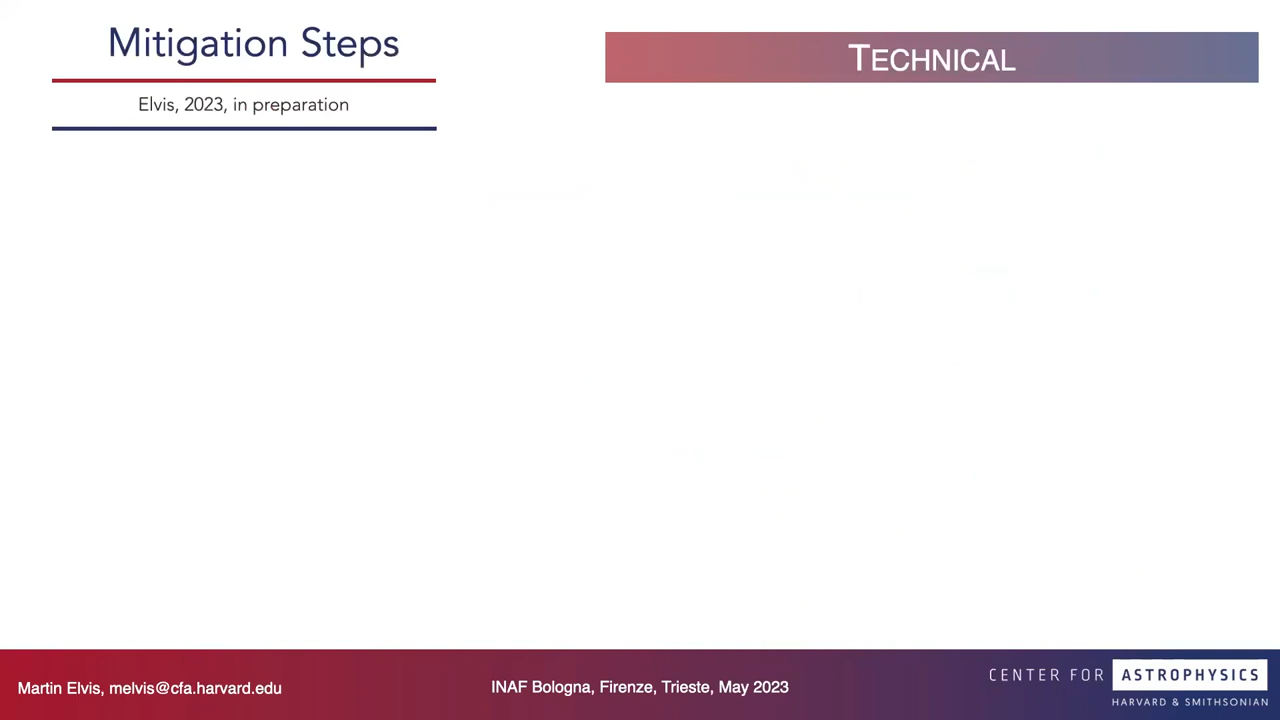 Mitigation Steps
Elvis, 2023, in preparation
TECHNICAL
Martin Elvis, melvis@cfa.harvard.edu
INAF Bologna, Firenze, Trieste, May 2023
CENTER FOR ASTROPHYSICS
HARVARD & SMITHSONIAN